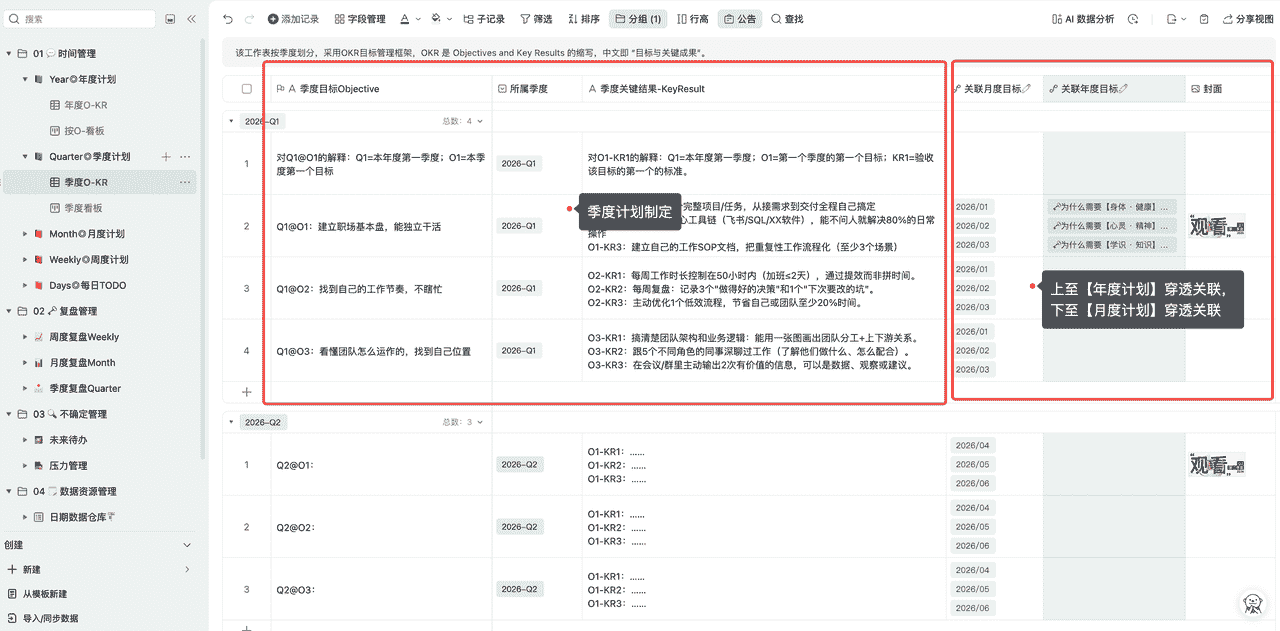 搜索
添加记录
字段管理
A
子记录
筛选
排序
分组 (1)
行高
公告
查找
AI 数据分析
分享视图
01 💬 时间管理
Year◎年度计划
年度O-KR
按O-看板
Quarter◎季度计划
季度O-KR
季度看板
Month◎月度计划
Weekly◎周度计划
Days◎每日TODO
02 🔎 复盘管理
周度复盘Weekly
月度复盘Month
季度复盘Quarter
03 🔍 不确定管理
未来待办
压力管理
04 🗒 数据资源管理
日期数据仓库
创建
新建
从模板新建
导入/同步数据
该工作表按季度划分，采用OKR目标管理框架，OKR 是 Objectives and Key Results 的缩写，中文即 “目标与关键成果”。
A 季度目标Objective
所属季度
A 季度关键结果-KeyResult
关联月度目标
关联年度目标
封面
2026-Q1
总数：4
1
对Q1@O1的解释：Q1=本年度第一季度；O1=本季
度第一个目标
2026-Q1
对O1-KR1的解释：Q1=本年度第一季度；O1=第一个季度的第一个目标；KR1=验收
该目标的第一个的标准。
2
Q1@O1：建立职场基本盘，能独立干活
2026-Q1
个完整项目/任务，从接需求到交付全程自己搞定
心工具链（飞书/SQL/XX软件），能不问人就解决80%的日常
操作
O1-KR3：建立自己的工作SOP文档，把重复性工作流程化（至少3个场景）
2026/01
2026/02
2026/03
为什么需要【身体 · 健康】...
为什么需要【心灵 · 精神】...
为什么需要【学识 · 知识】...
观看
季度计划制定
3
Q1@O2：找到自己的工作节奏，不瞎忙
2026-Q1
O2-KR1：每周工作时长控制在50小时内（加班≤2天），通过提效而非拼时间。
O2-KR2：每周复盘：记录3个"做得好的决策"和1个"下次要改的坑"。
O2-KR3：主动优化1个低效流程，节省自己或团队至少20%时间。
2026/01
2026/02
2026/03
上至【年度计划】穿透关联，
下至【月度计划】穿透关联
4
Q1@O3：看懂团队怎么运作的，找到自己位置
2026-Q1
O3-KR1：搞清楚团队架构和业务逻辑：能用一张图画出团队分工+上下游关系。
O3-KR2：跟5个不同角色的同事深聊过工作（了解他们做什么、怎么配合）。
O3-KR3：在会议/群里主动输出2次有价值的信息，可以是数据、观察或建议。
2026/01
2026/02
2026/03
2026-Q2
总数：3
1
Q2@O1：
2026-Q2
O1-KR1：......
O1-KR2：......
O1-KR3：......
2026/04
2026/05
2026/06
观看
2
Q2@O2：
2026-Q2
O1-KR1：......
O1-KR2：......
O1-KR3：......
2026/04
2026/05
2026/06
3
Q2@O3：
2026-Q2
O1-KR1：......
O1-KR2：......
O1-KR3：......
2026/04
2026/05
2026/06